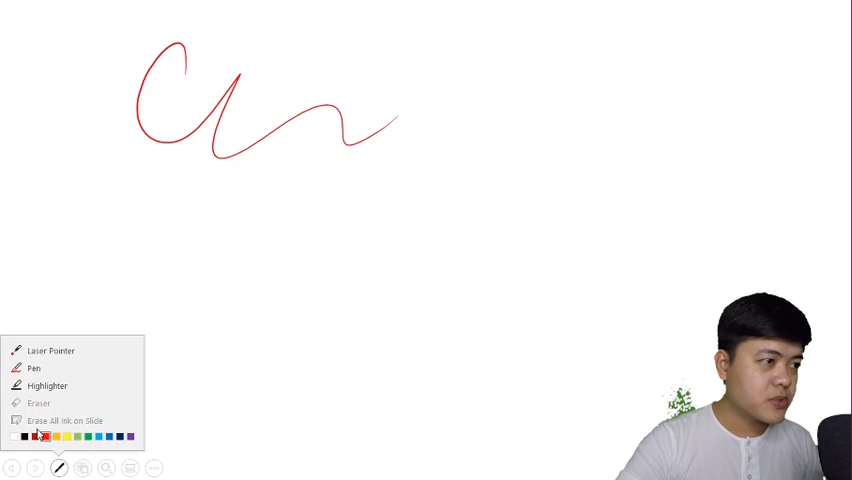 Laser Pointer
Pen
Highlighter
Eraser
Erase All Ink on Slide